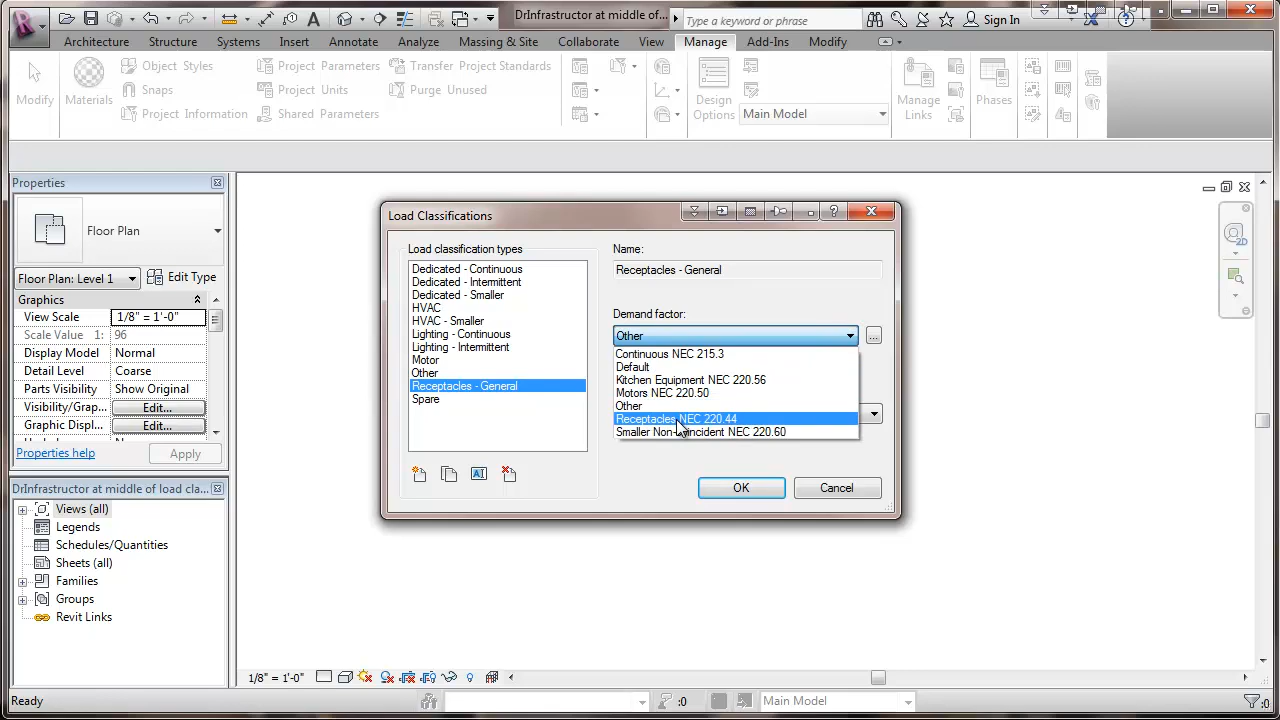 DrInfrastructor at middle of...
Type a keyword or phrase
Sign In
Architecture
Structure
Systems
Insert
Annotate
Analyze
Massing & Site
Collaborate
View
Manage
Add-Ins
Modify
Modify
Materials
Object Styles
Snaps
Project Information
Project Parameters
Project Units
Shared Parameters
Transfer Project Standards
Purge Unused
Design
Options
Main Model
Manage
Links
Phases
Properties
Floor Plan
Floor Plan: Level 1
Edit Type
Graphics
View Scale
1/8" = 1'-0"
Scale Value 1:
96
Display Model
Normal
Detail Level
Coarse
Parts Visibility
Show Original
Visibility/Grap...
Edit...
Graphic Displ...
Edit...
Properties help
Apply
DrInfrastructor at middle of load cla...
Views (all)
Legends
Schedules/Quantities
Sheets (all)
Families
Groups
Revit Links
Load Classifications
Load classification types
Dedicated - Continuous
Dedicated - Intermittent
Dedicated - Smaller
HVAC
HVAC - Smaller
Lighting - Continuous
Lighting - Intermittent
Motor
Other
Receptacles - General
Spare
Name:
Receptacles - General
Demand factor:
Other
...
Continuous NEC 215.3
Default
Kitchen Equipment NEC 220.56
Motors NEC 220.50
Other
Receptacles NEC 220.44
Smaller Non-Coincident NEC 220.60
OK
Cancel
2D
1/8" = 1'-0"
Ready
:0
Main Model
:0